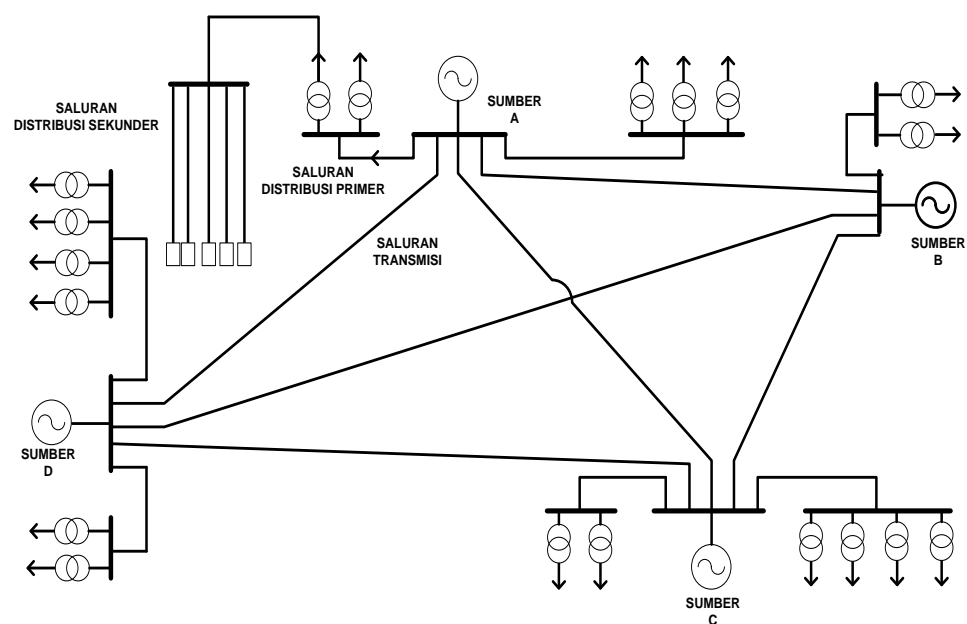 SUMBER
A
SALURAN
DISTRIBUSI SEKUNDER
SALURAN
DISTRIBUSI PRIMER
SALURAN
TRANSMISI
SUMBER
B
SUMBER
D
SUMBER
C